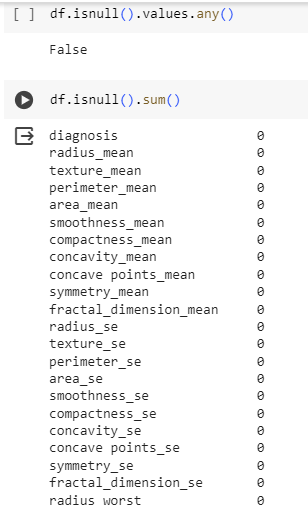 [ ] df.isnull().values.any()
False
df.isnull().sum()
diagnosis 0
radius_mean 0
texture_mean 0
perimeter_mean 0
area_mean 0
smoothness_mean 0
compactness_mean 0
concavity_mean 0
concave points_mean 0
symmetry_mean 0
fractal_dimension_mean 0
radius_se 0
texture_se 0
perimeter_se 0
area_se 0
smoothness_se 0
compactness_se 0
concavity_se 0
concave points_se 0
symmetry_se 0
fractal_dimension_se 0
radius_worst 0